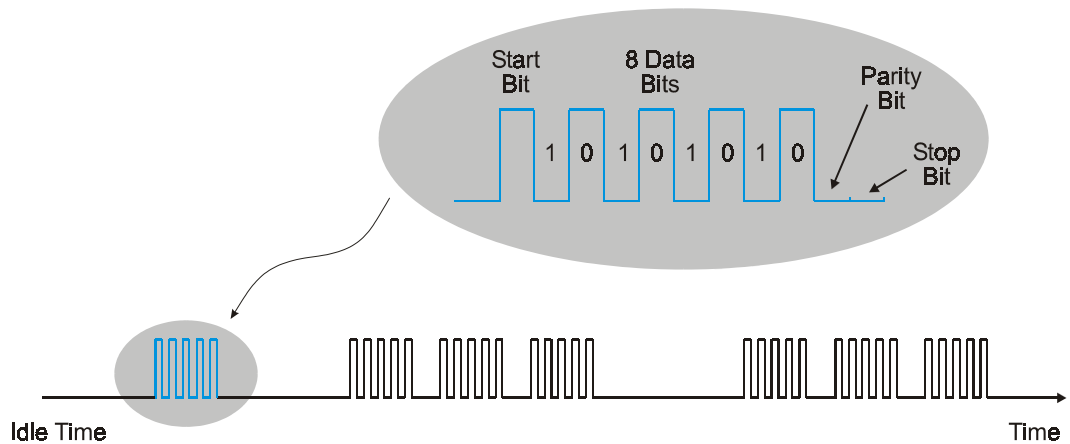 Start
Bit
8 Data
Bits
Parity
Bit
Stop
Bit
1 0 1 0 1 0 1 0
Idle Time
Time